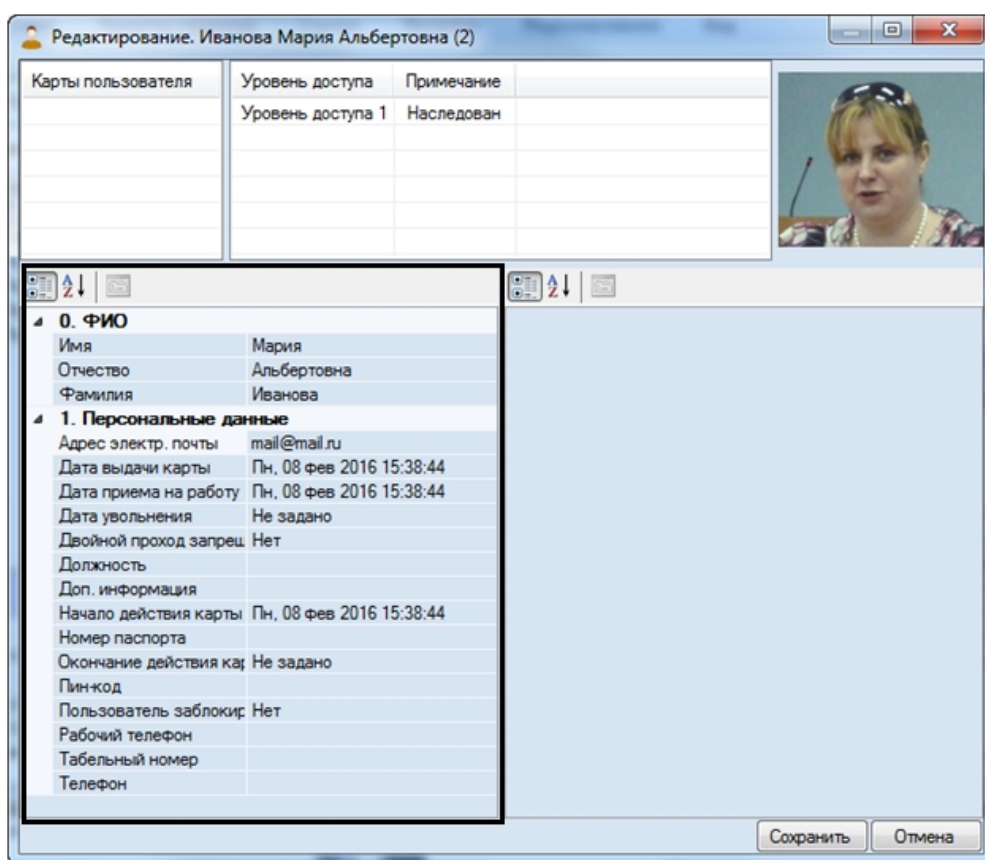 Редактирование. Иванова Мария Альбертовна (2)
Карты пользователя Уровень доступа Примечание
Уровень доступа 1 Наследован
0. ФИО
Имя Мария
Отчество Альбертовна
Фамилия Иванова
1. Персональные данные
Адрес электр. почты mail@mail.ru
Дата выдачи карты Пн, 08 фев 2016 15:38:44
Дата приема на работу Пн, 08 фев 2016 15:38:44
Дата увольнения Не задано
Двойной проход запрещ Нет
Должность
Доп. информация
Начало действия карты Пн, 08 фев 2016 15:38:44
Номер паспорта
Окончание действия кар Не задано
Пин-код
Пользователь заблокир Нет
Рабочий телефон
Табельный номер
Телефон
Сохранить Отмена